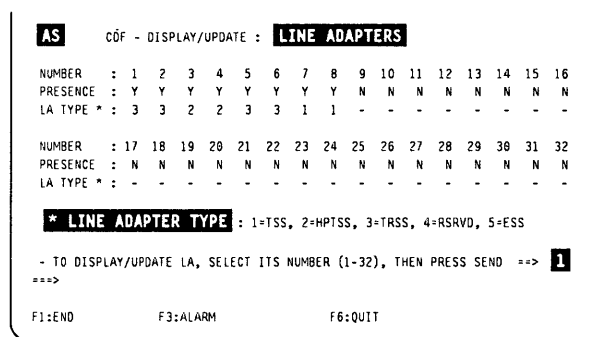 AS CDF - DISPLAY/UPDATE : LINE ADAPTERS
NUMBER : 1 2 3 4 5 6 7 8 9 10 11 12 13 14 15 16
PRESENCE : Y Y Y Y Y Y Y Y N N N N N N N N
LA TYPE * : 3 3 2 2 3 3 1 1 - - - - - - - -
NUMBER : 17 18 19 20 21 22 23 24 25 26 27 28 29 30 31 32
PRESENCE : N N N N N N N N N N N N N N N N
LA TYPE * : - - - - - - - - - - - - - - - -
* LINE ADAPTER TYPE : 1=TSS, 2=HPTSS, 3=TRSS, 4=RSRVD, 5=ESS
- TO DISPLAY/UPDATE LA, SELECT ITS NUMBER (1-32), THEN PRESS SEND ==> 1
===>
F1:END F3:ALARM F6:QUIT